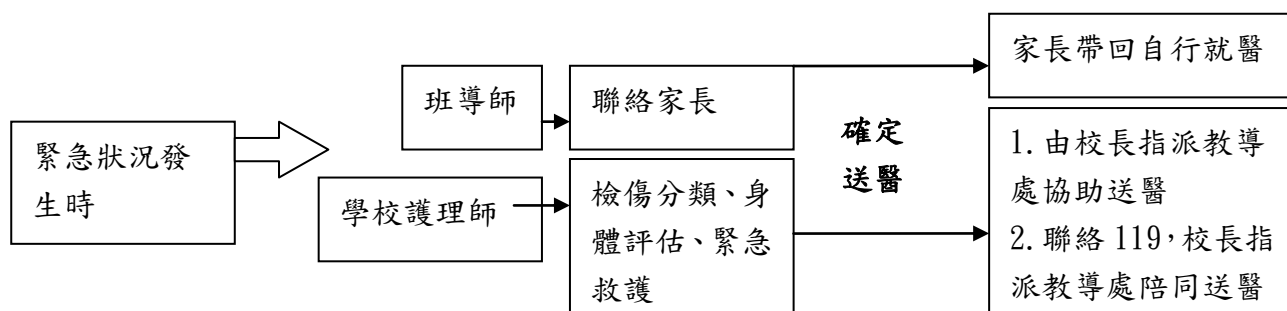 緊急狀況發
生時
班導師
學校護理師
聯絡家長
檢傷分類、身
體評估、緊急
救護
確定
送醫
家長帶回自行就醫
1.由校長指派教導
處協助送醫
2.聯絡119,校長指
派教導處陪同送醫